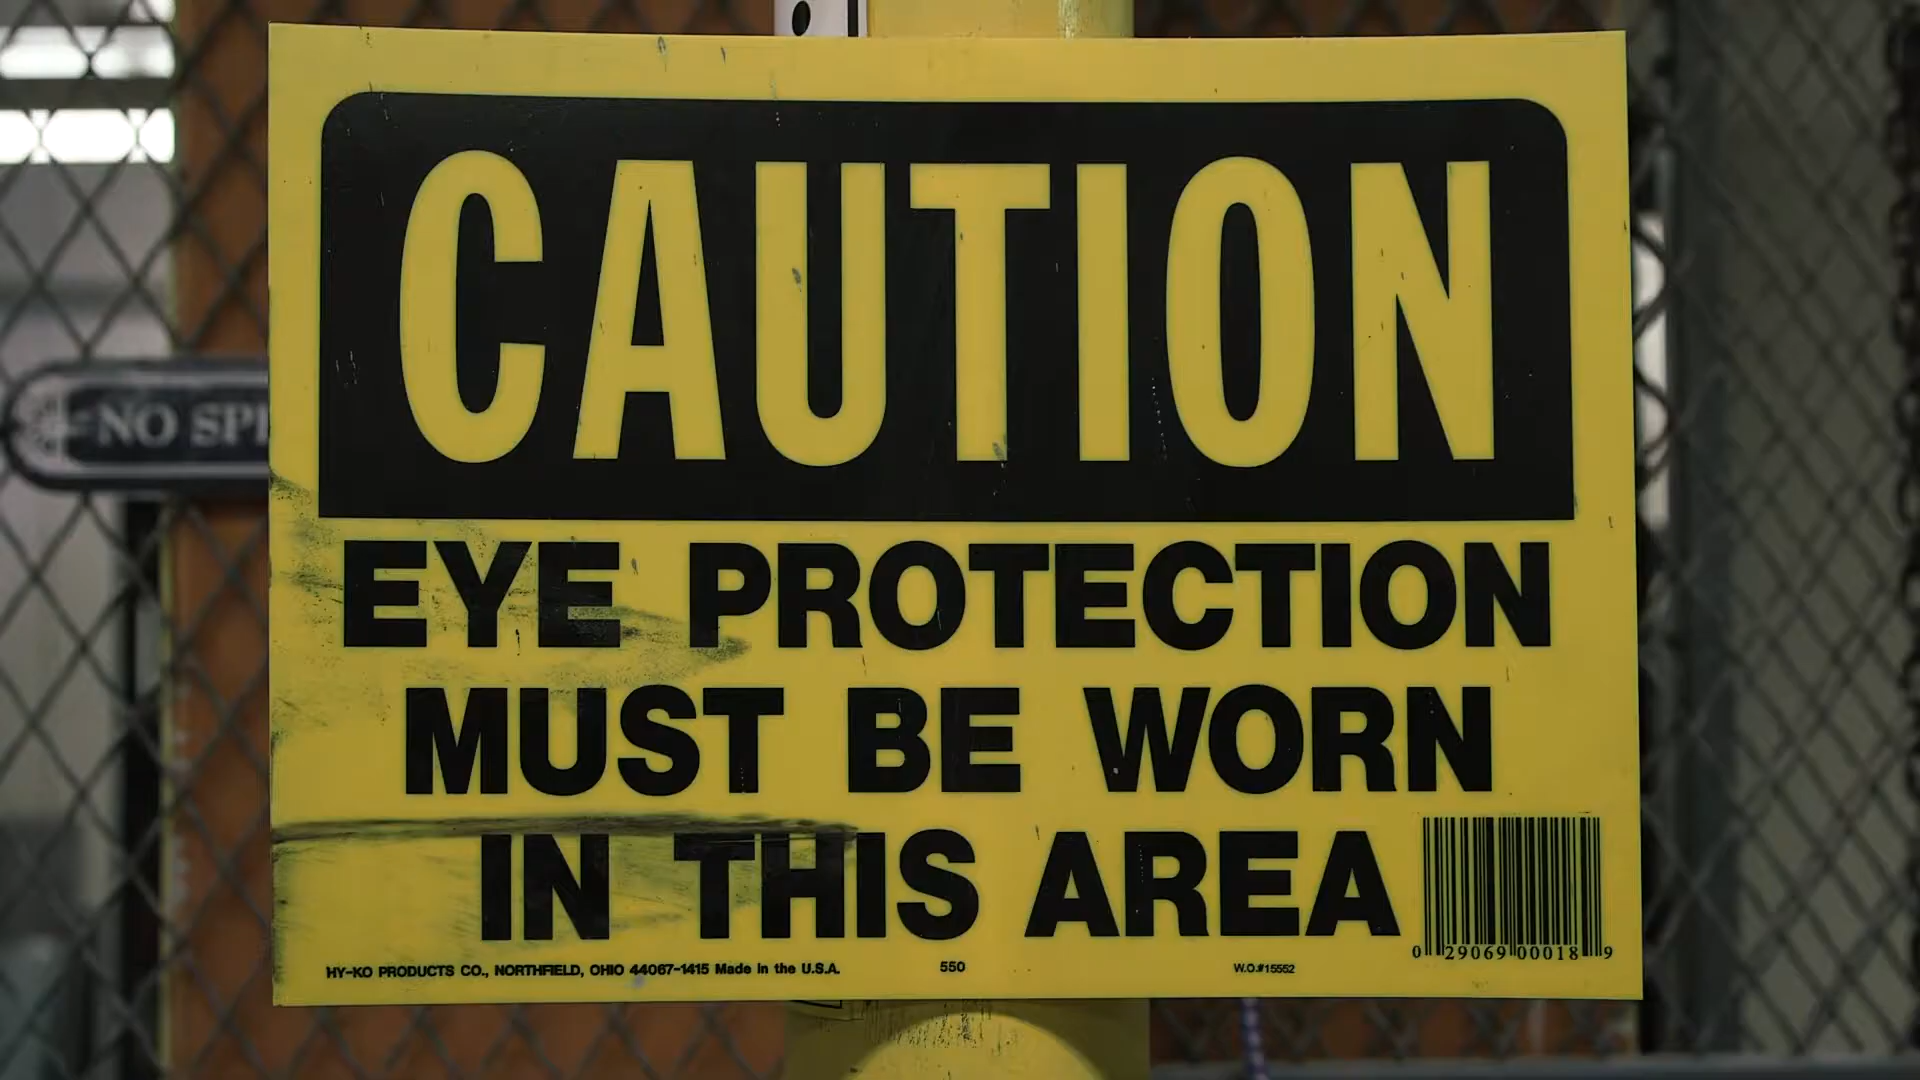 CAUTION
EYE PROTECTION
MUST BE WORN
IN THIS AREA
HY-KO PRODUCTS CO., NORTHFIELD, OHIO 44067-1415 Made in the U.S.A.
550
W.O.#15552
0 29069 00018 9
NO